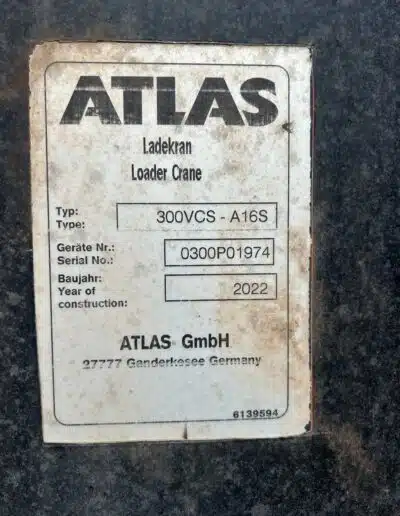 ATLAS
Ladekran
Loader Crane
Typ:
Type:
300VCS - A16S
Geräte Nr.:
Serial No.:
0300P01974
Baujahr:
Year of
construction:
2022
ATLAS GmbH
27777 Ganderkesee Germany
6139594